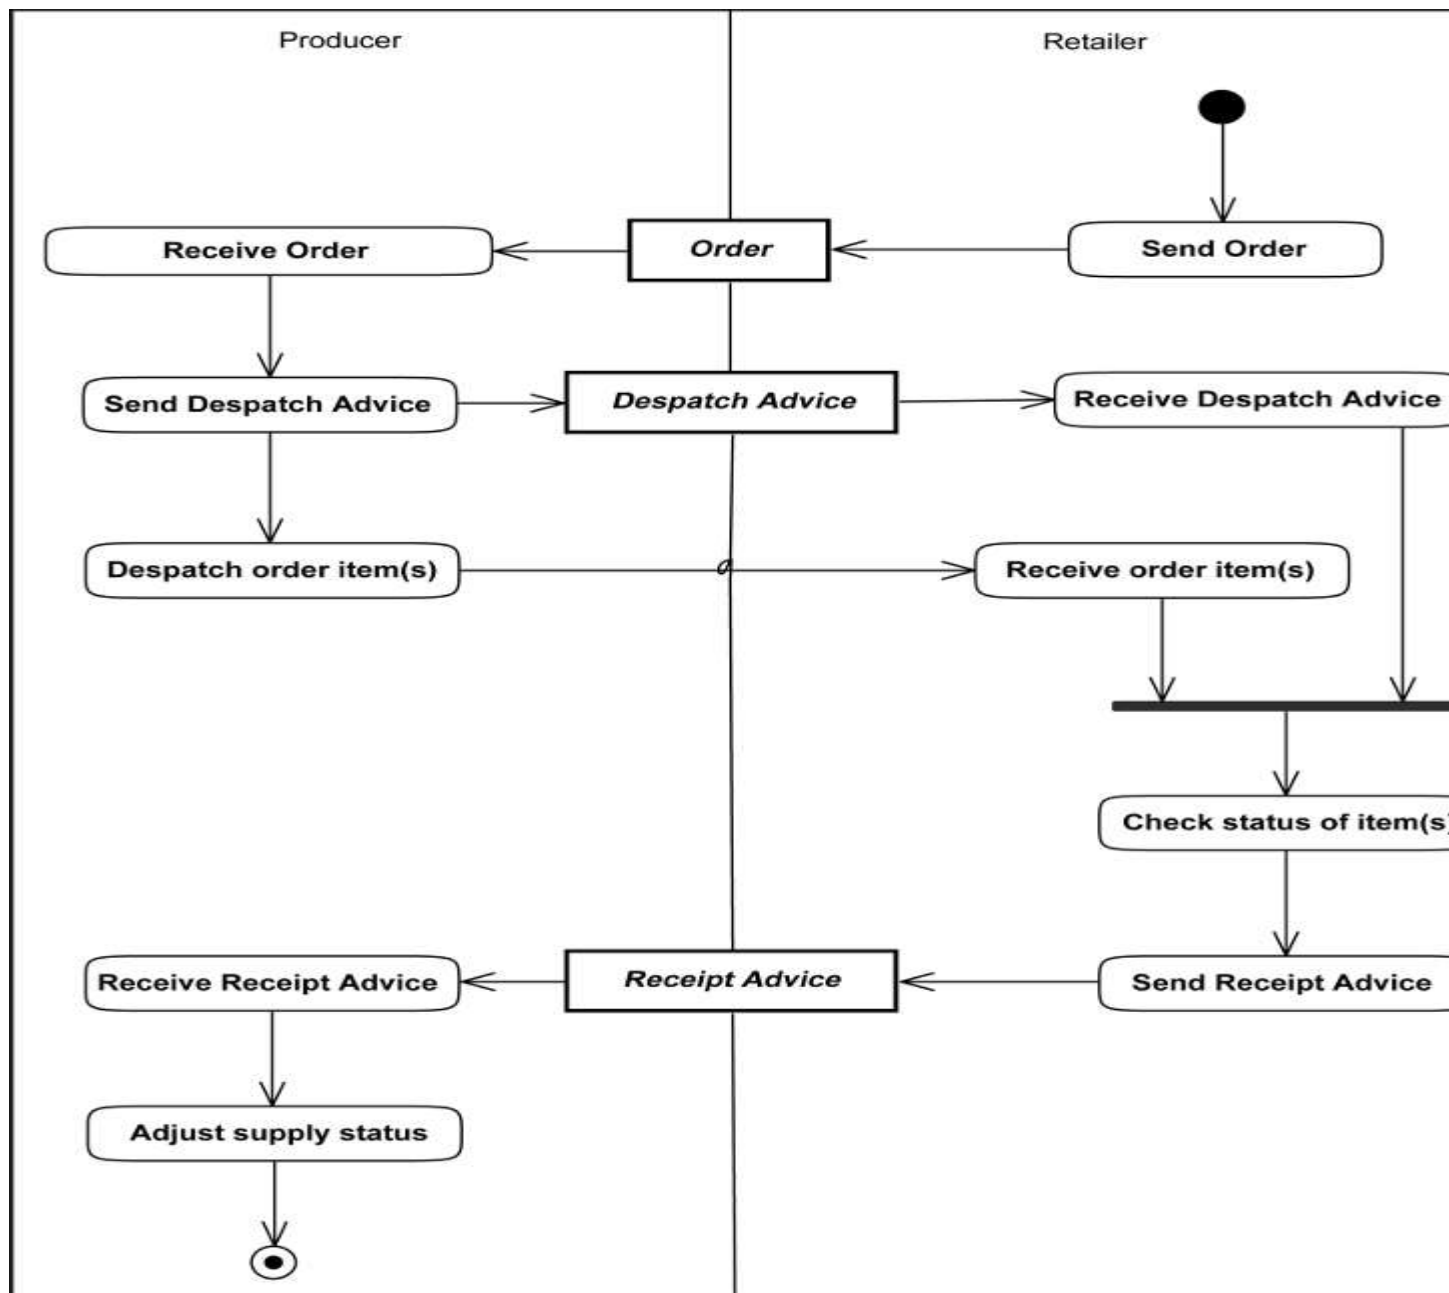 Producer
Retailer
Receive Order
Order
Send Order
Send Despatch Advice
Despatch Advice
Receive Despatch Advice
Despatch order item(s)
Receive order item(s)
Check status of item(s)
Receive Receipt Advice
Receipt Advice
Send Receipt Advice
Adjust supply status